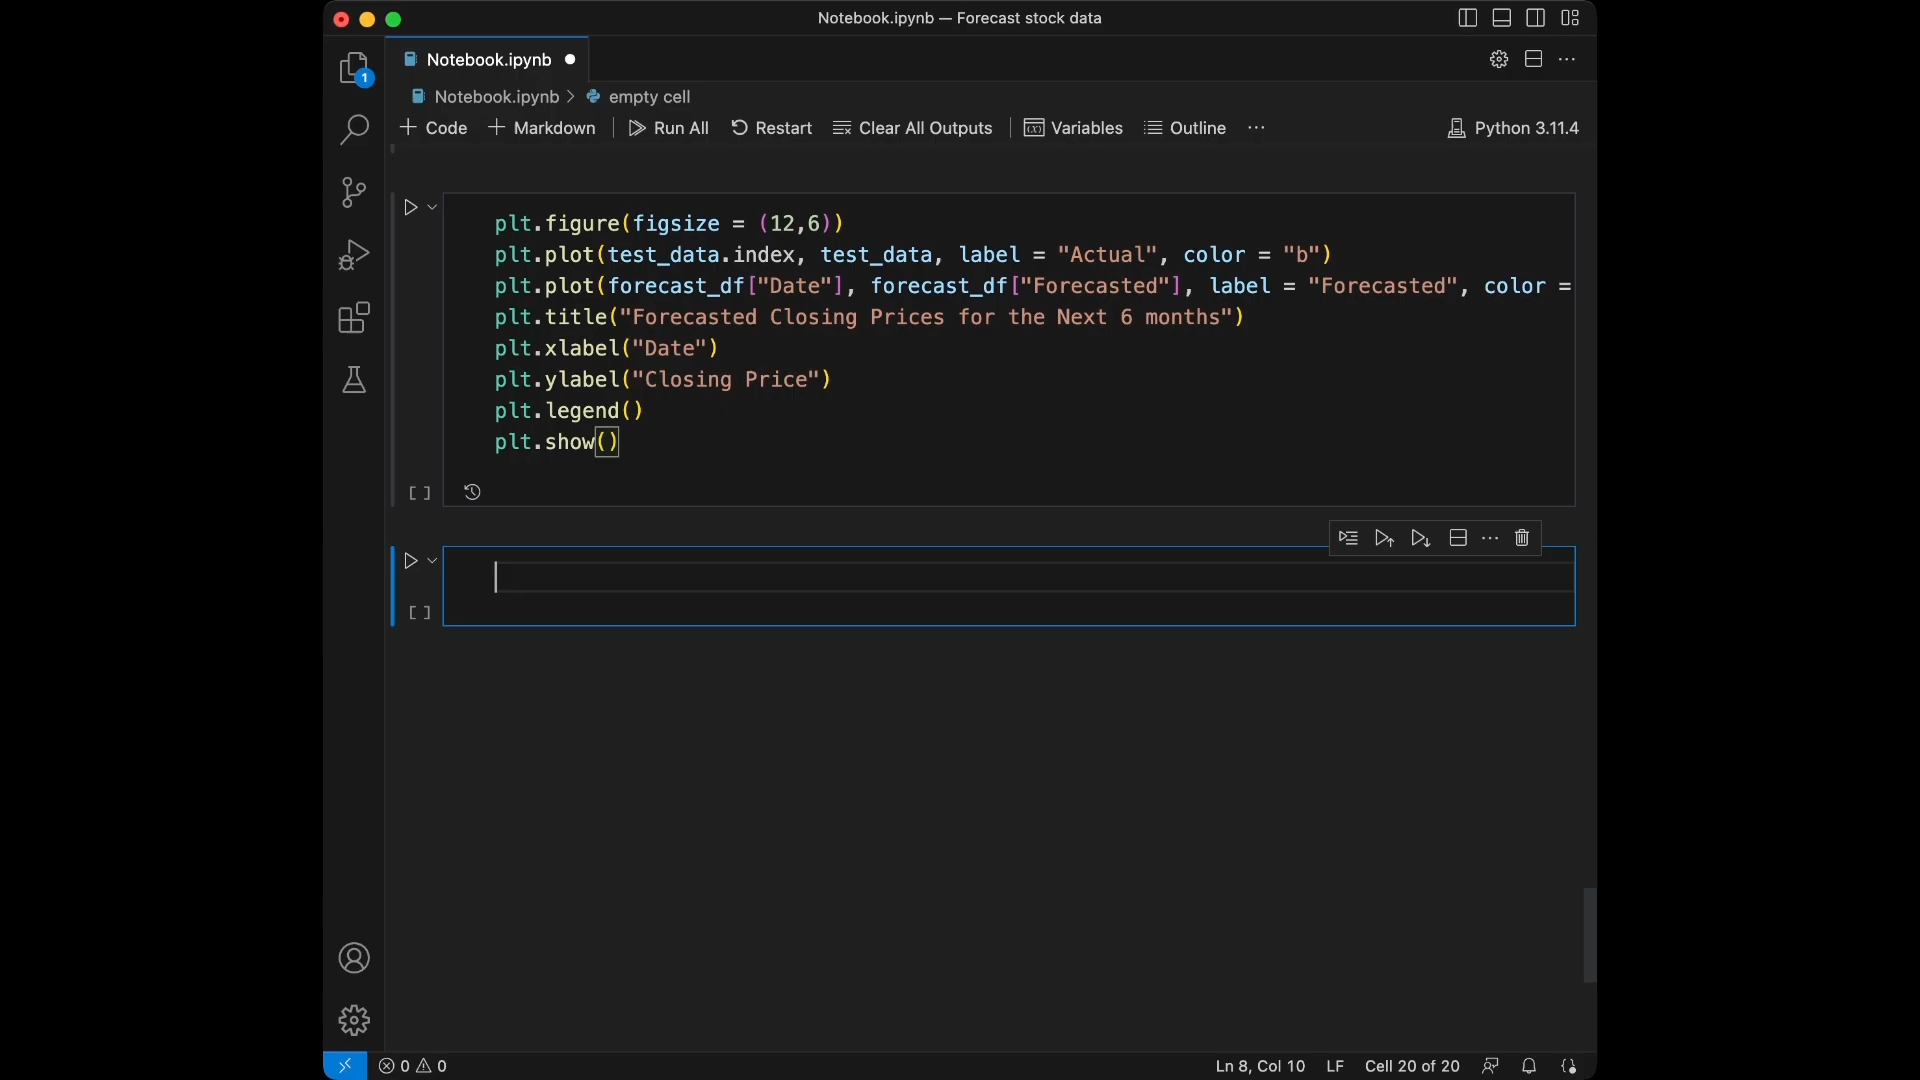 Notebook.ipynb — Forecast stock data
Notebook.ipynb
1
Notebook.ipynb > empty cell
+ Code + Markdown Run All Restart Clear All Outputs (x) Variables Outline ... Python 3.11.4
plt.figure(figsize = (12,6))
plt.plot(test_data.index, test_data, label = "Actual", color = "b")
plt.plot(forecast_df["Date"], forecast_df["Forecasted"], label = "Forecasted", color =
plt.title("Forecasted Closing Prices for the Next 6 months")
plt.xlabel("Date")
plt.ylabel("Closing Price")
plt.legend()
plt.show()
[ ]
[ ]
0 0 Ln 8, Col 10 LF Cell 20 of 20